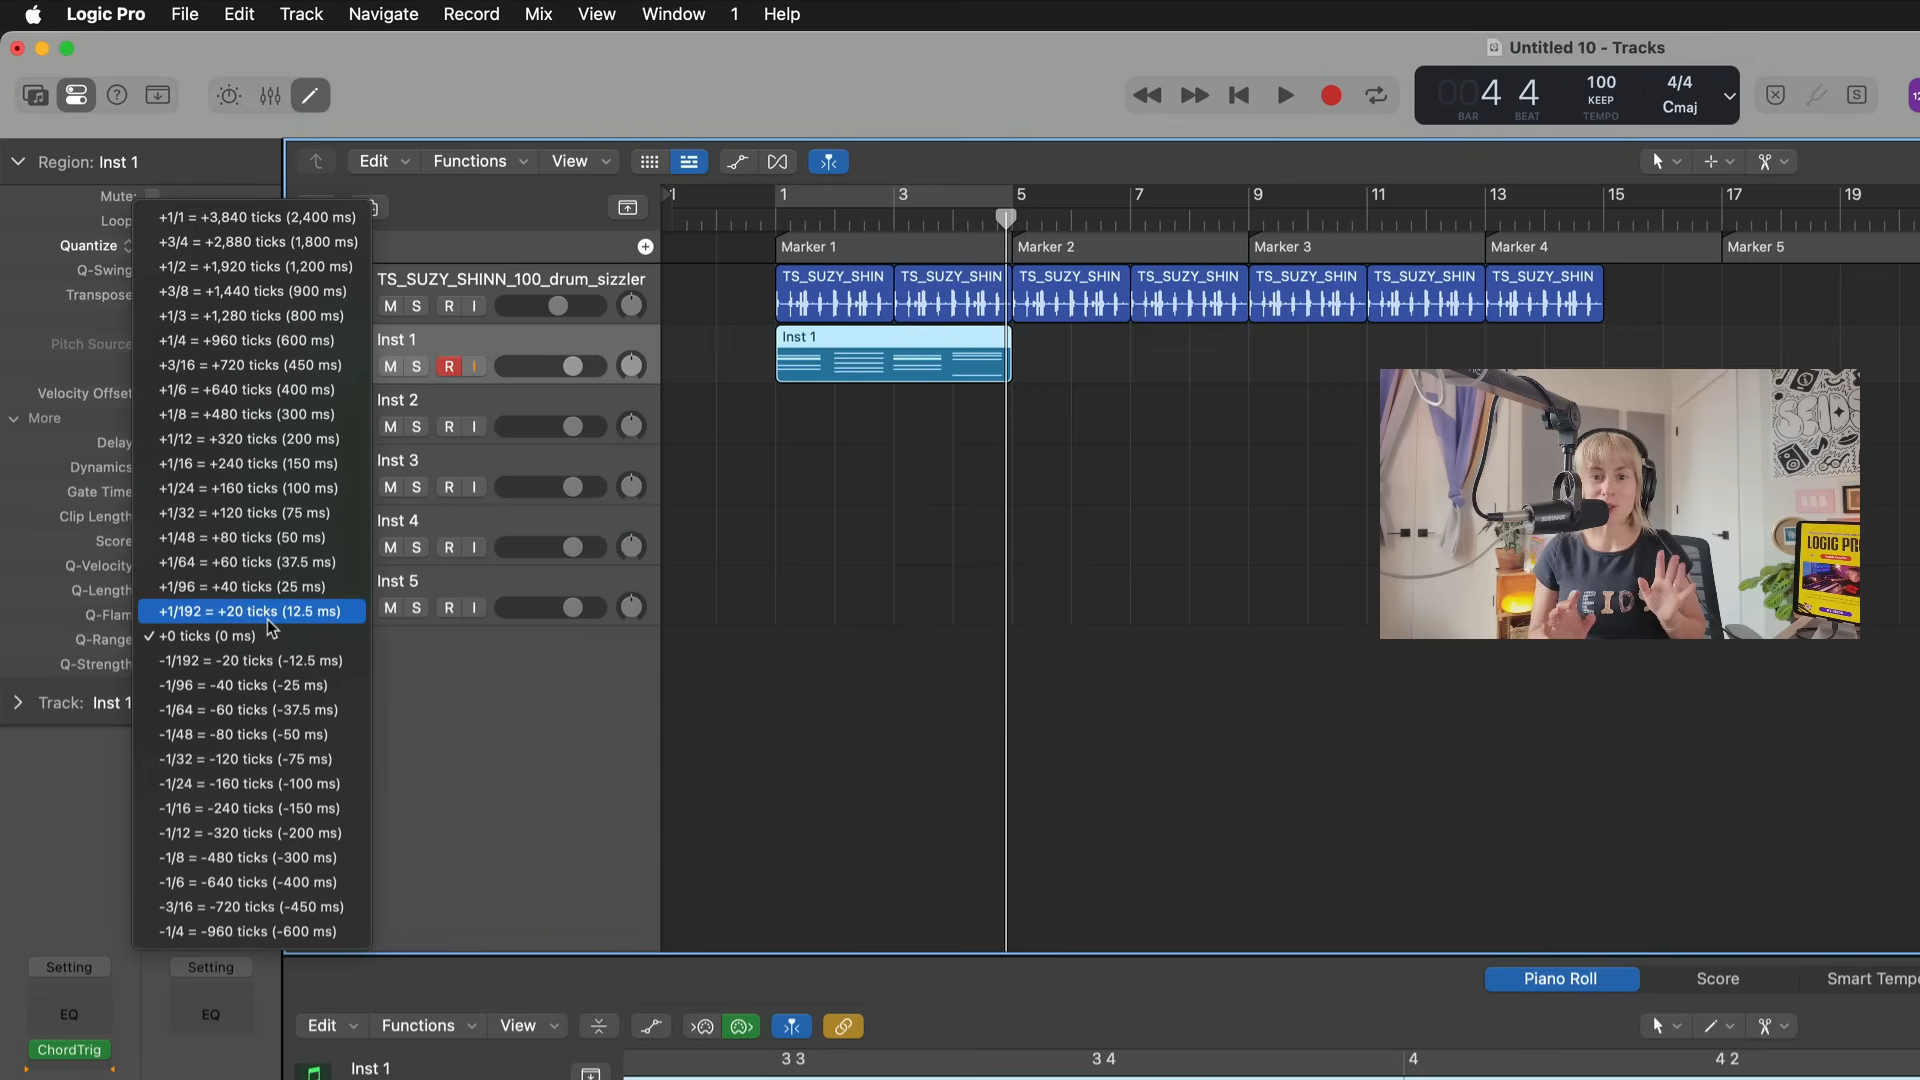 Logic Pro File Edit Track Navigate Record Mix View Window 1 Help
Untitled 10 - Tracks
004 4 100 4/4
KEEP Cmaj
BAR BEAT TEMPO
Region: Inst 1
Edit Functions View
Mute:
Loop
Quantize
Q-Swing
Transpose
Pitch Source
Velocity Offset
More
Delay
Dynamics
Gate Time
Clip Length
Score
Q-Velocity
Q-Length
Q-Flam
Q-Range
Q-Strength
Track: Inst 1
+1/1 = +3,840 ticks (2,400 ms)
+3/4 = +2,880 ticks (1,800 ms)
+1/2 = +1,920 ticks (1,200 ms)
+3/8 = +1,440 ticks (900 ms)
+1/3 = +1,280 ticks (800 ms)
+1/4 = +960 ticks (600 ms)
+3/16 = +720 ticks (450 ms)
+1/6 = +640 ticks (400 ms)
+1/8 = +480 ticks (300 ms)
+1/12 = +320 ticks (200 ms)
+1/16 = +240 ticks (150 ms)
+1/24 = +160 ticks (100 ms)
+1/32 = +120 ticks (75 ms)
+1/48 = +80 ticks (50 ms)
+1/64 = +60 ticks (37.5 ms)
+1/96 = +40 ticks (25 ms)
+1/192 = +20 ticks (12.5 ms)
+0 ticks (0 ms)
-1/192 = -20 ticks (-12.5 ms)
-1/96 = -40 ticks (-25 ms)
-1/64 = -60 ticks (-37.5 ms)
-1/48 = -80 ticks (-50 ms)
-1/32 = -120 ticks (-75 ms)
-1/24 = -160 ticks (-100 ms)
-1/16 = -240 ticks (-150 ms)
-1/12 = -320 ticks (-200 ms)
-1/8 = -480 ticks (-300 ms)
-1/6 = -640 ticks (-400 ms)
-3/16 = -720 ticks (-450 ms)
-1/4 = -960 ticks (-600 ms)
1 1 3 5 7 9 11 13 15 17 19
Marker 1 Marker 2 Marker 3 Marker 4 Marker 5
TS_SUZY_SHINN_100_drum_sizzler
M S R I
TS_SUZY_SHIN TS_SUZY_SHIN TS_SUZY_SHIN TS_SUZY_SHIN TS_SUZY_SHIN TS_SUZY_SHIN TS_SUZY_SHIN
Inst 1
M S R I
Inst 1
Inst 2
M S R I
Inst 3
M S R I
Inst 4
M S R I
Inst 5
M S R I
SENDS
LOGIC PR
EID
Setting Setting
EQ EQ
ChordTrig
Piano Roll Score Smart Tempo
Edit Functions View
3 3 3 4 4 4 2
Inst 1